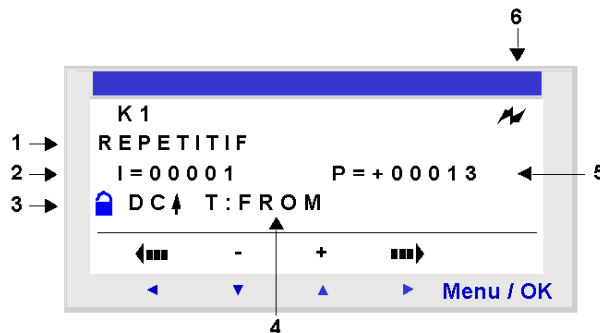 6
K1
1 REPETITIF
2 I=00001 P=+00013 5
3 DC T:FROM
- +
Menu / OK
4